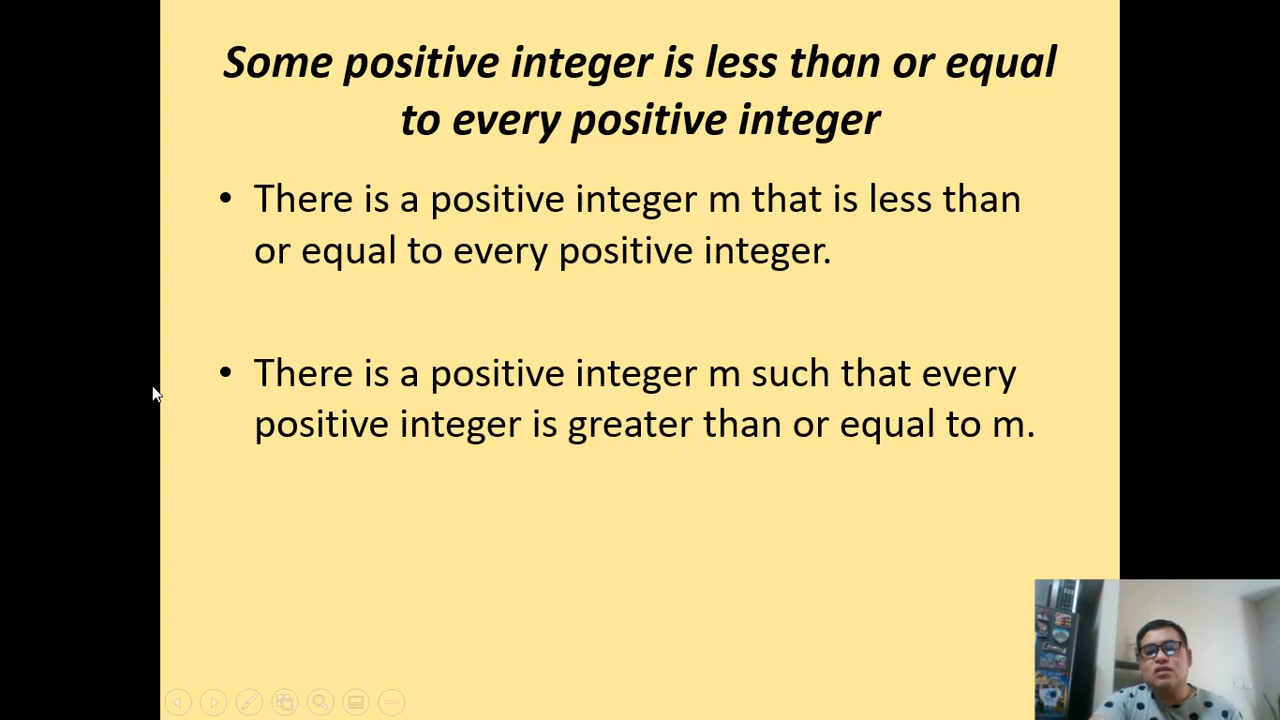 Some positive integer is less than or equal
to every positive integer
• There is a positive integer m that is less than
or equal to every positive integer.
• There is a positive integer m such that every
positive integer is greater than or equal to m.